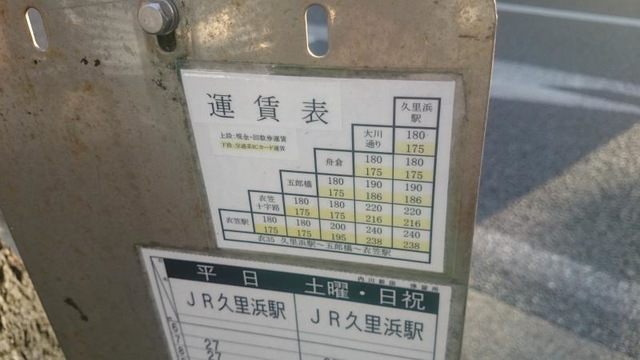 運賃表
上段:現金・回数券運賃
下段:交通系ICカード運賃
久里浜駅
大川通り 180
175
舟倉 180 180
175 175
五郎橋 180 190 190
175 186 186
衣笠十字路 180 180 220 220
175 175 216 216
衣笠駅 180 180 200 240 240
175 175 195 238 238
衣35 久里浜駅~五郎橋~衣笠駅
平日 土曜・日祝
JR久里浜駅 JR久里浜駅
6
7 27
8 27